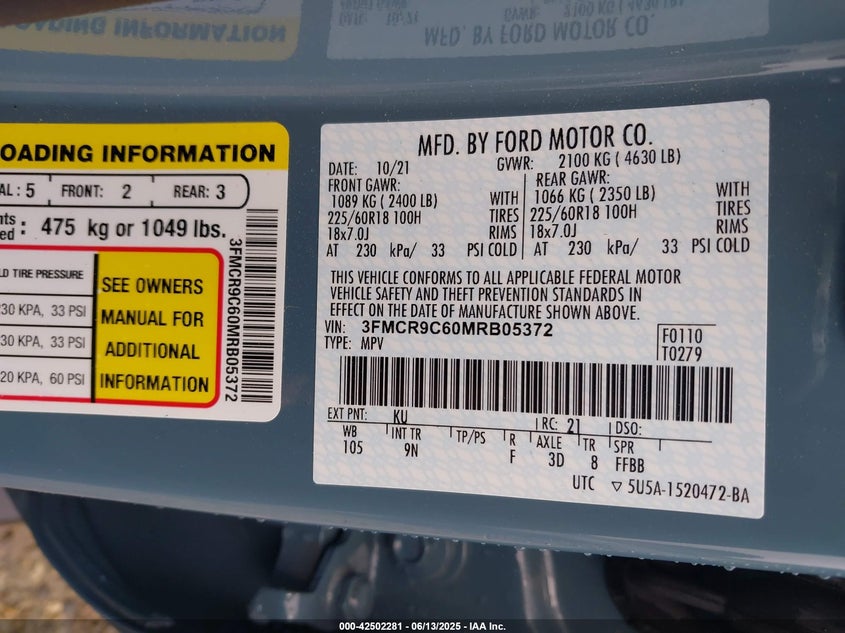 OADING INFORMATION
AL: 5 FRONT: 2 REAR: 3
475 kg or 1049 lbs.
LD TIRE PRESSURE
230 KPA, 33 PSI
230 KPA, 33 PSI
420 KPA, 60 PSI
SEE OWNERS
MANUAL FOR
ADDITIONAL
INFORMATION
3FMCR9C60MRB05372
MFD. BY FORD MOTOR CO.
DATE: 10/21 GVWR: 2100 KG ( 4630 LB)
FRONT GAWR: REAR GAWR:
1089 KG ( 2400 LB) WITH 1066 KG ( 2350 LB) WITH
225/60R18 100H TIRES 225/60R18 100H TIRES
18x7.0J RIMS 18x7.0J RIMS
AT 230 kPa/ 33 PSI COLD AT 230 kPa/ 33 PSI COLD
THIS VEHICLE CONFORMS TO ALL APPLICABLE FEDERAL MOTOR
VEHICLE SAFETY AND THEFT PREVENTION STANDARDS IN
EFFECT ON THE DATE OF MANUFACTURE SHOWN ABOVE.
VIN: 3FMCR9C60MRB05372 F0110
TYPE: MPV T0279
EXT PNT: KU RC: 21 DSO:
WB INT TR TP/PS R AXLE TR SPR
105 9N F 3D 8 FFBB
UTC ▽ 5U5A-1520472-BA
000-42502281 - 06/13/2025 - IAA Inc.